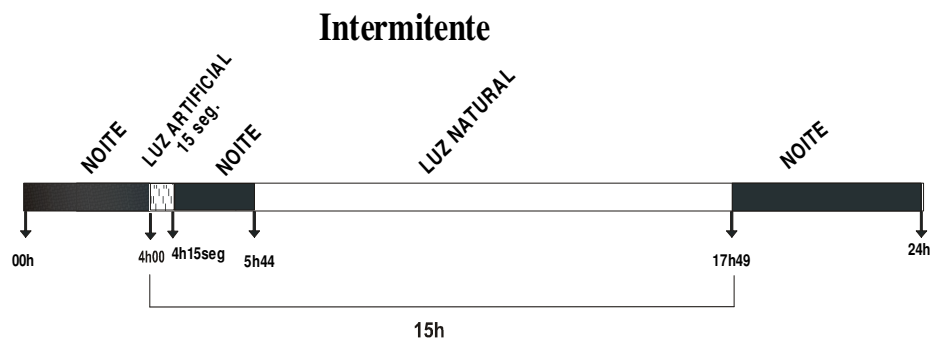 Intermitente
NOITE
LUZ ARTIFICIAL
15 seg.
NOITE
LUZ NATURAL
NOITE
00h
4h00
4h15seg
5h44
17h49
24h
15h